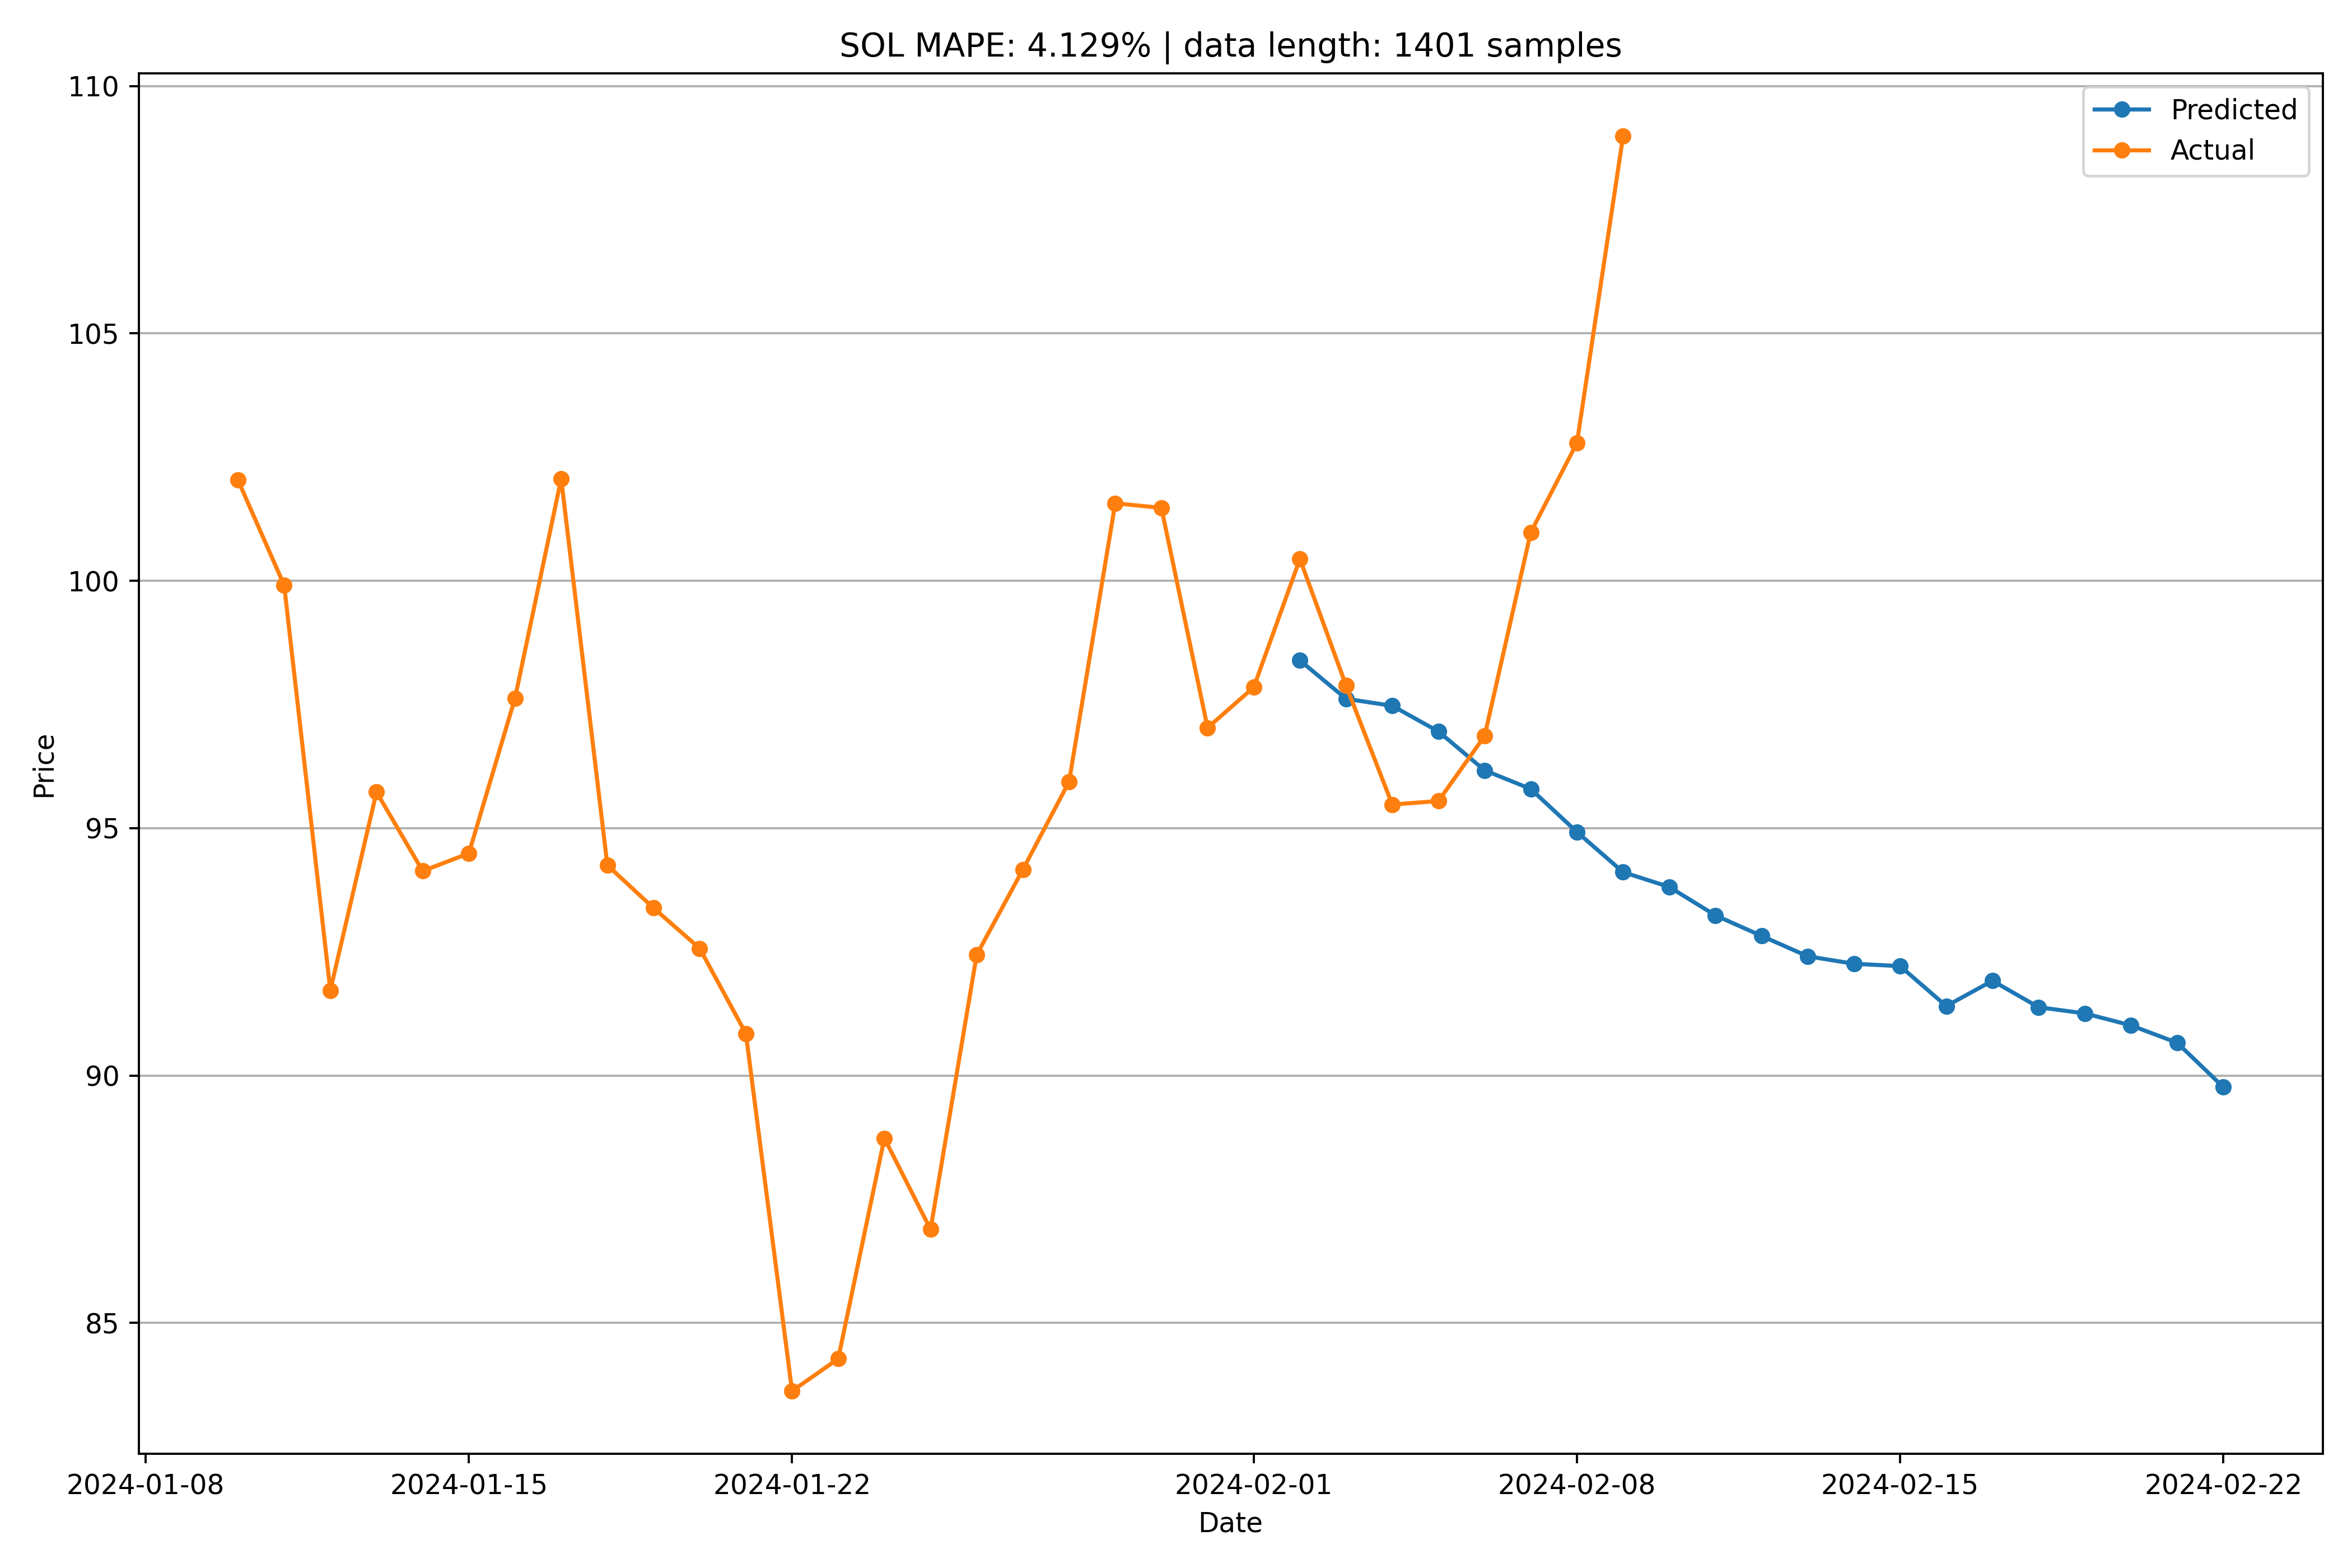 SOL MAPE: 4.129% | data length: 1401 samples
Predicted
Actual
110
105
100
95
90
85
Price
2024-01-08
2024-01-15
2024-01-22
2024-02-01
2024-02-08
2024-02-15
2024-02-22
Date